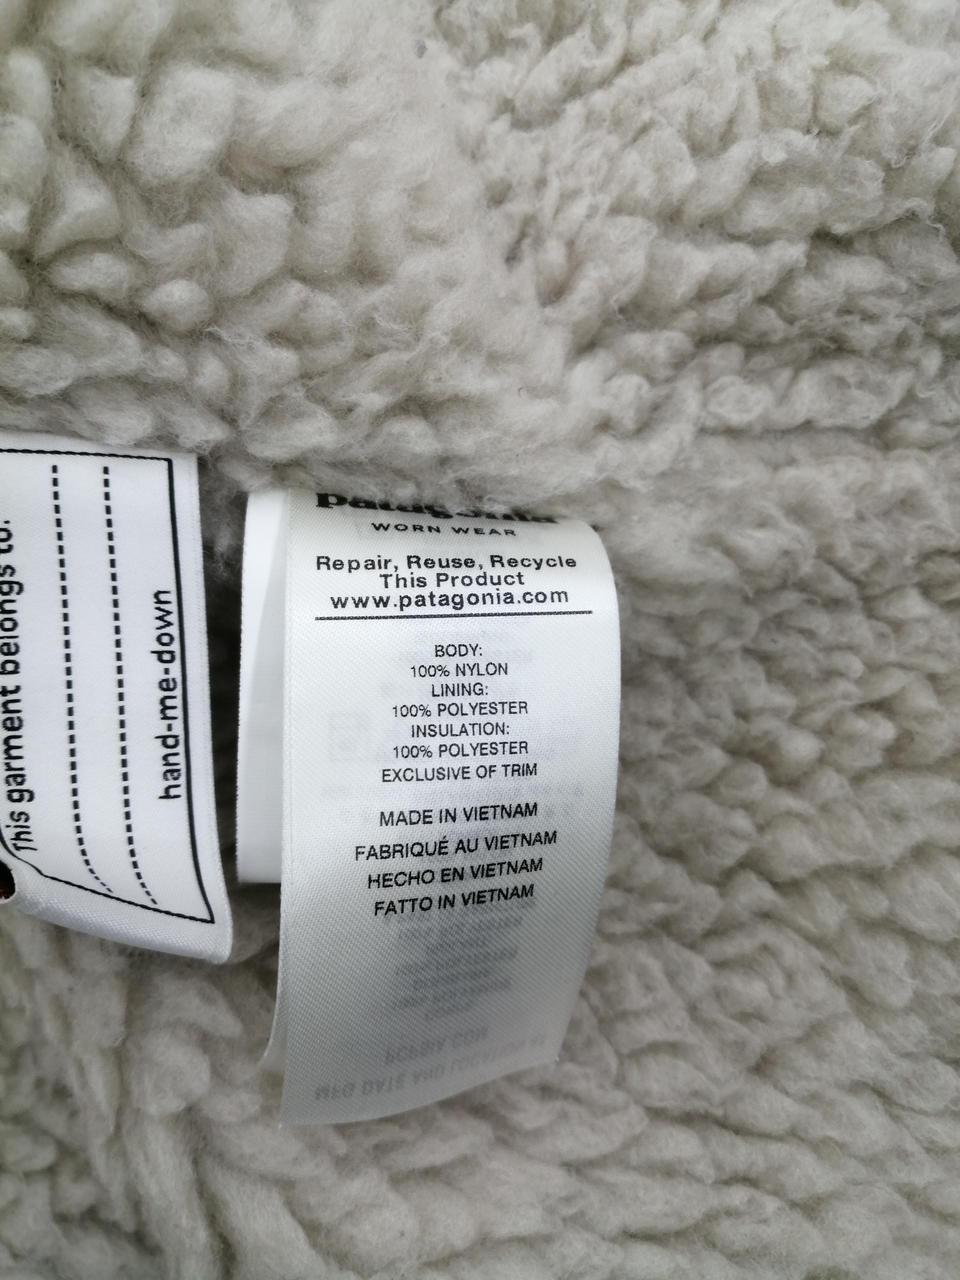 This garment belongs to:
hand-me-down
patagonia
WORN WEAR
Repair, Reuse, Recycle
This Product
www.patagonia.com
BODY:
100% NYLON
LINING:
100% POLYESTER
INSULATION:
100% POLYESTER
EXCLUSIVE OF TRIM
MADE IN VIETNAM
FABRIQUÉ AU VIETNAM
HECHO EN VIETNAM
FATTO IN VIETNAM